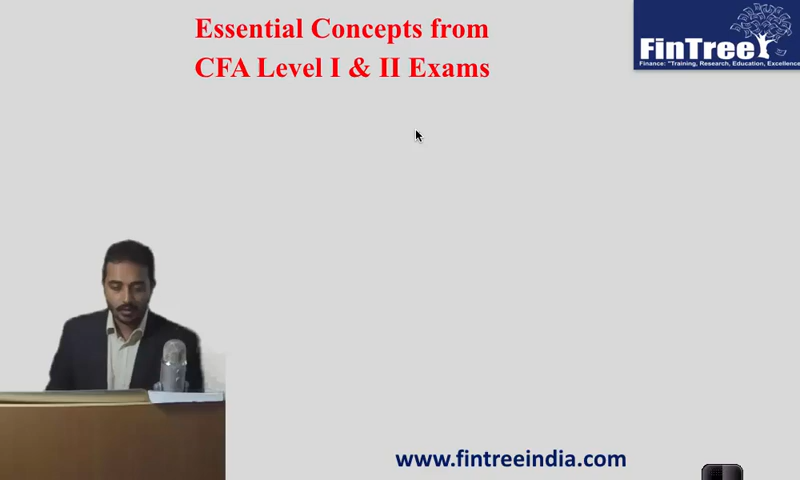 Essential Concepts from
CFA Level I & II Exams
FinTree
Finance: "Training, Research, Education, Excellence
www.fintreeindia.com